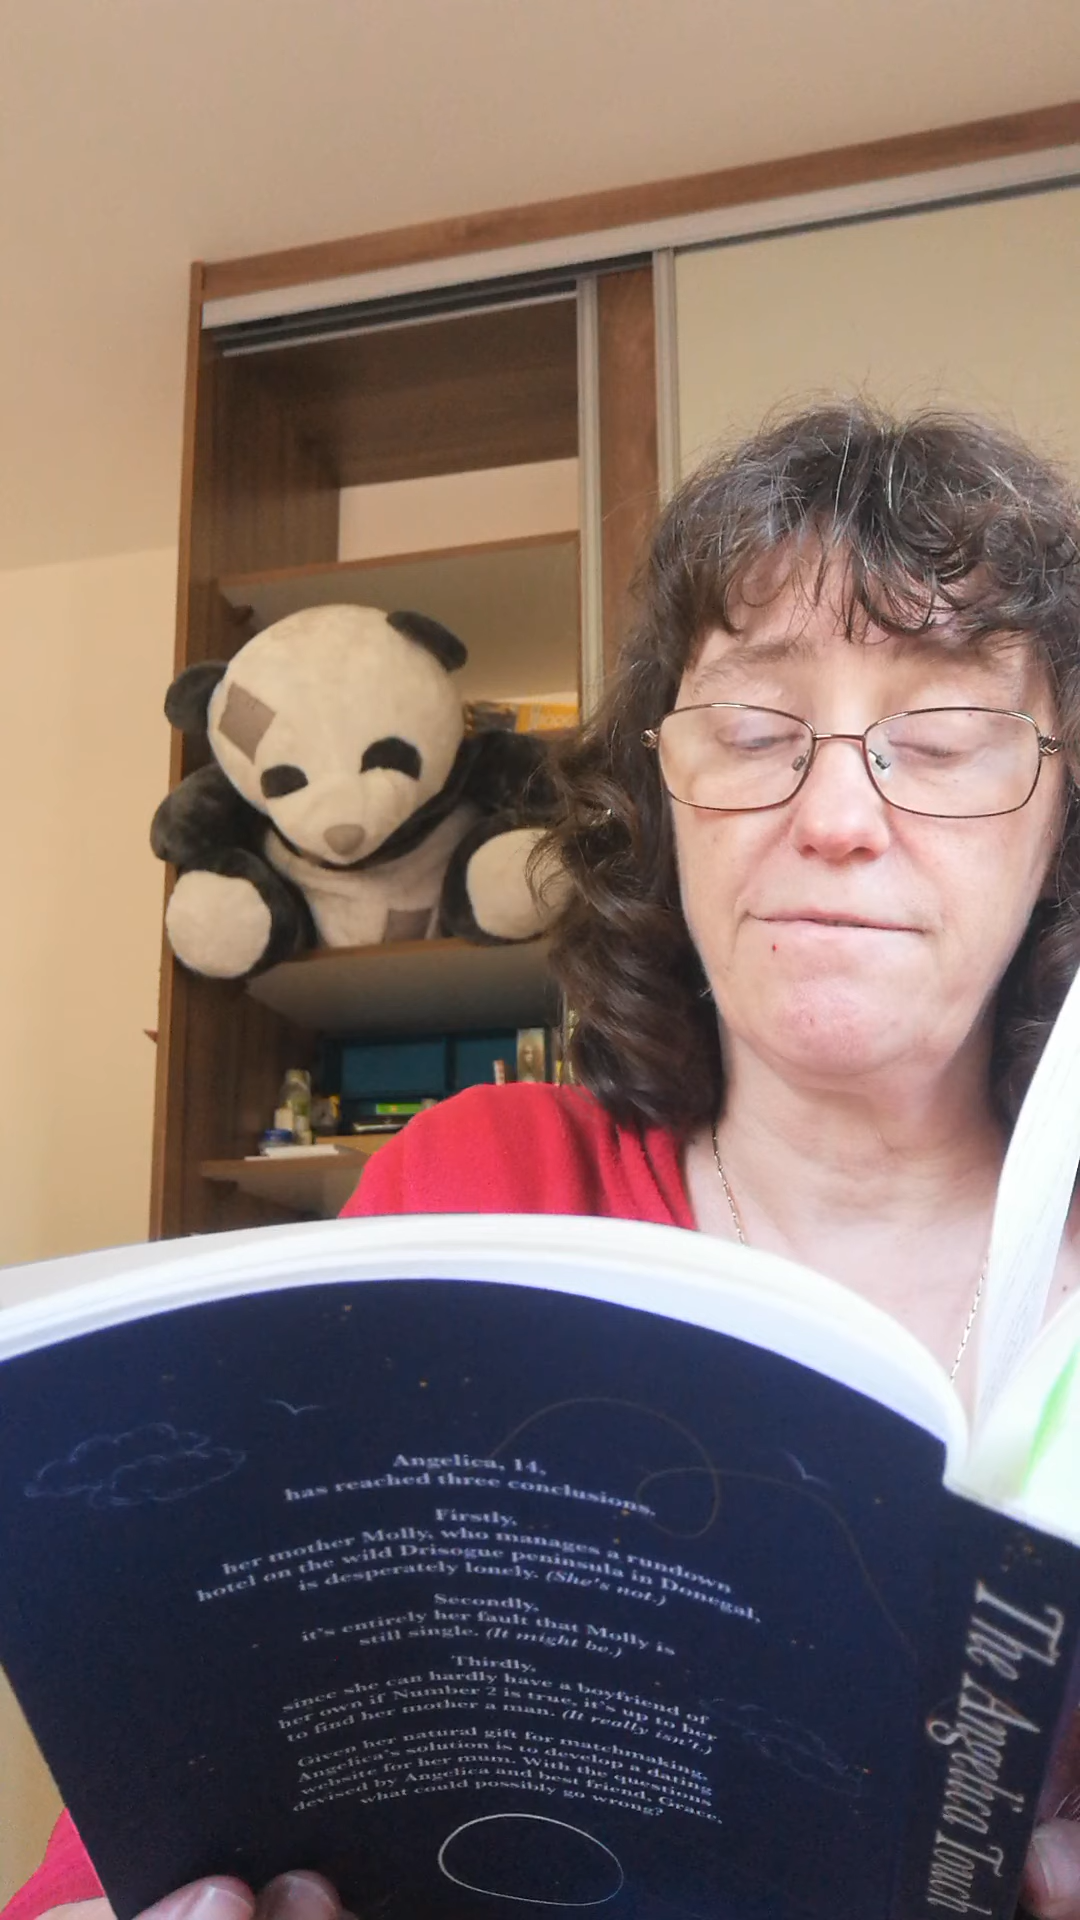 Angelica, 14,
has reached three conclusions.
Firstly,
her mother Molly, who manages a rundown
hotel on the wild Drisogue peninsula in Donegal,
is desperately lonely. (She's not.)
Secondly,
it's entirely her fault that Molly is
still single. (It might be.)
Thirdly,
since she can hardly have a boyfriend of
her own if Number 2 is true, it's up to her
to find her mother a man. (It really isn't.)
Given her natural gift for matchmaking,
Angelica's solution is to develop a dating
website for her mum. With the questions
devised by Angelica and best friend, Grace,
what could possibly go wrong?
The Angelica Touch